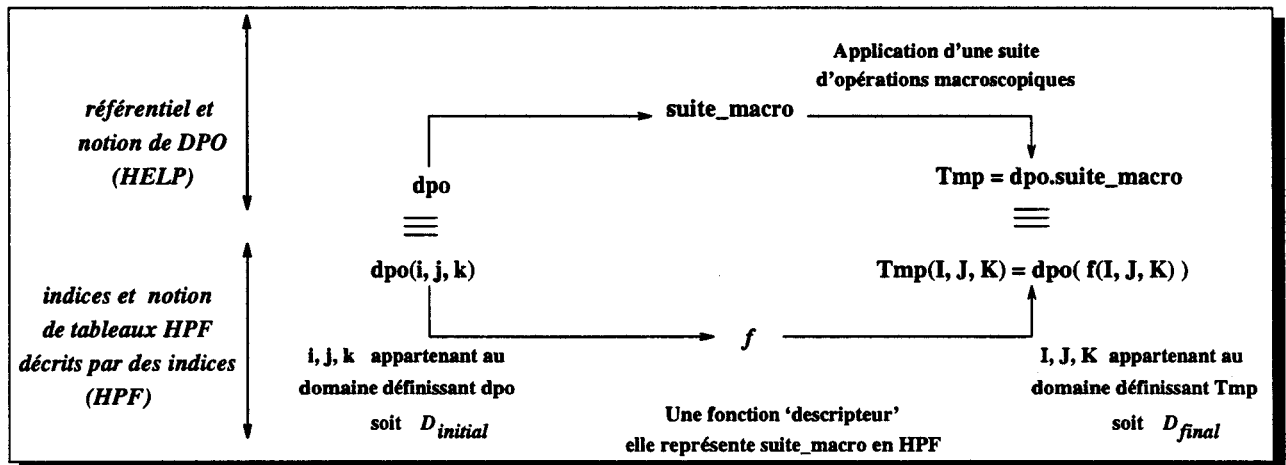 Application d'une suite
d'opérations macroscopiques
référentiel et
notion de DPO
(HELP)
suite_macro
dpo
Tmp = dpo.suite_macro
dpo(i, j, k)
Tmp(I, J, K) = dpo( f(I, J, K) )
indices et notion
de tableaux HPF
décrits par des indices
(HPF)
f
i, j, k appartenant au
domaine définissant dpo
soit D initial
I, J, K appartenant au
domaine définissant Tmp
soit D final
Une fonction ‘descripteur’
elle représente suite_macro en HPF